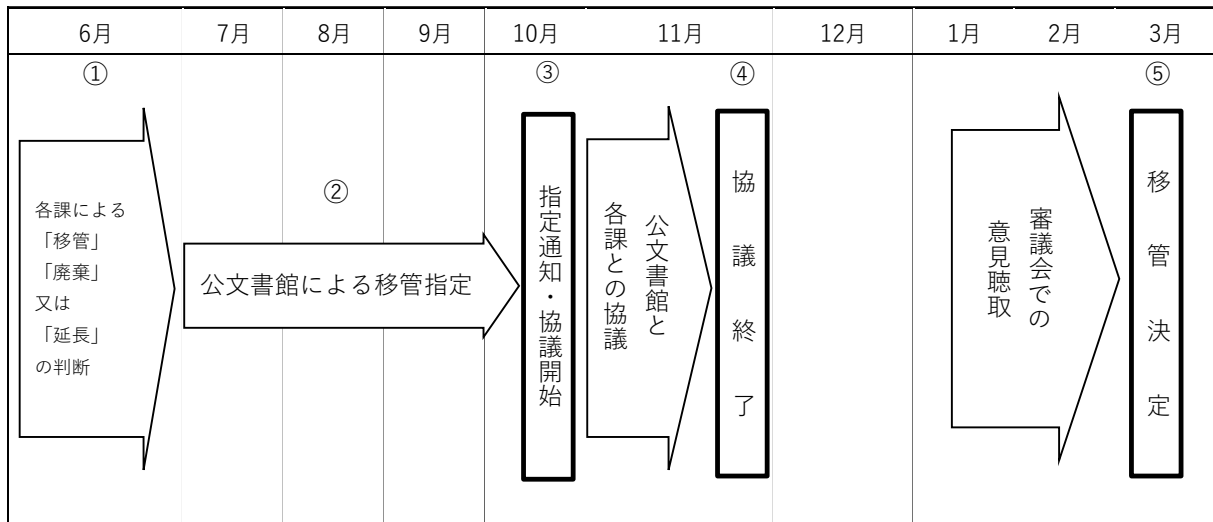 6月
7月
8月
9月
10月
11月
12月
1月
2月
3月
①
③
④
⑤
②
各課による
「移管」
「廃棄」
又は
「延長」
の判断
公文書館による移管指定
指定通知・協議開始
公文書館と
各課との協議
協議終了
審議会での
意見聴取
移管決定